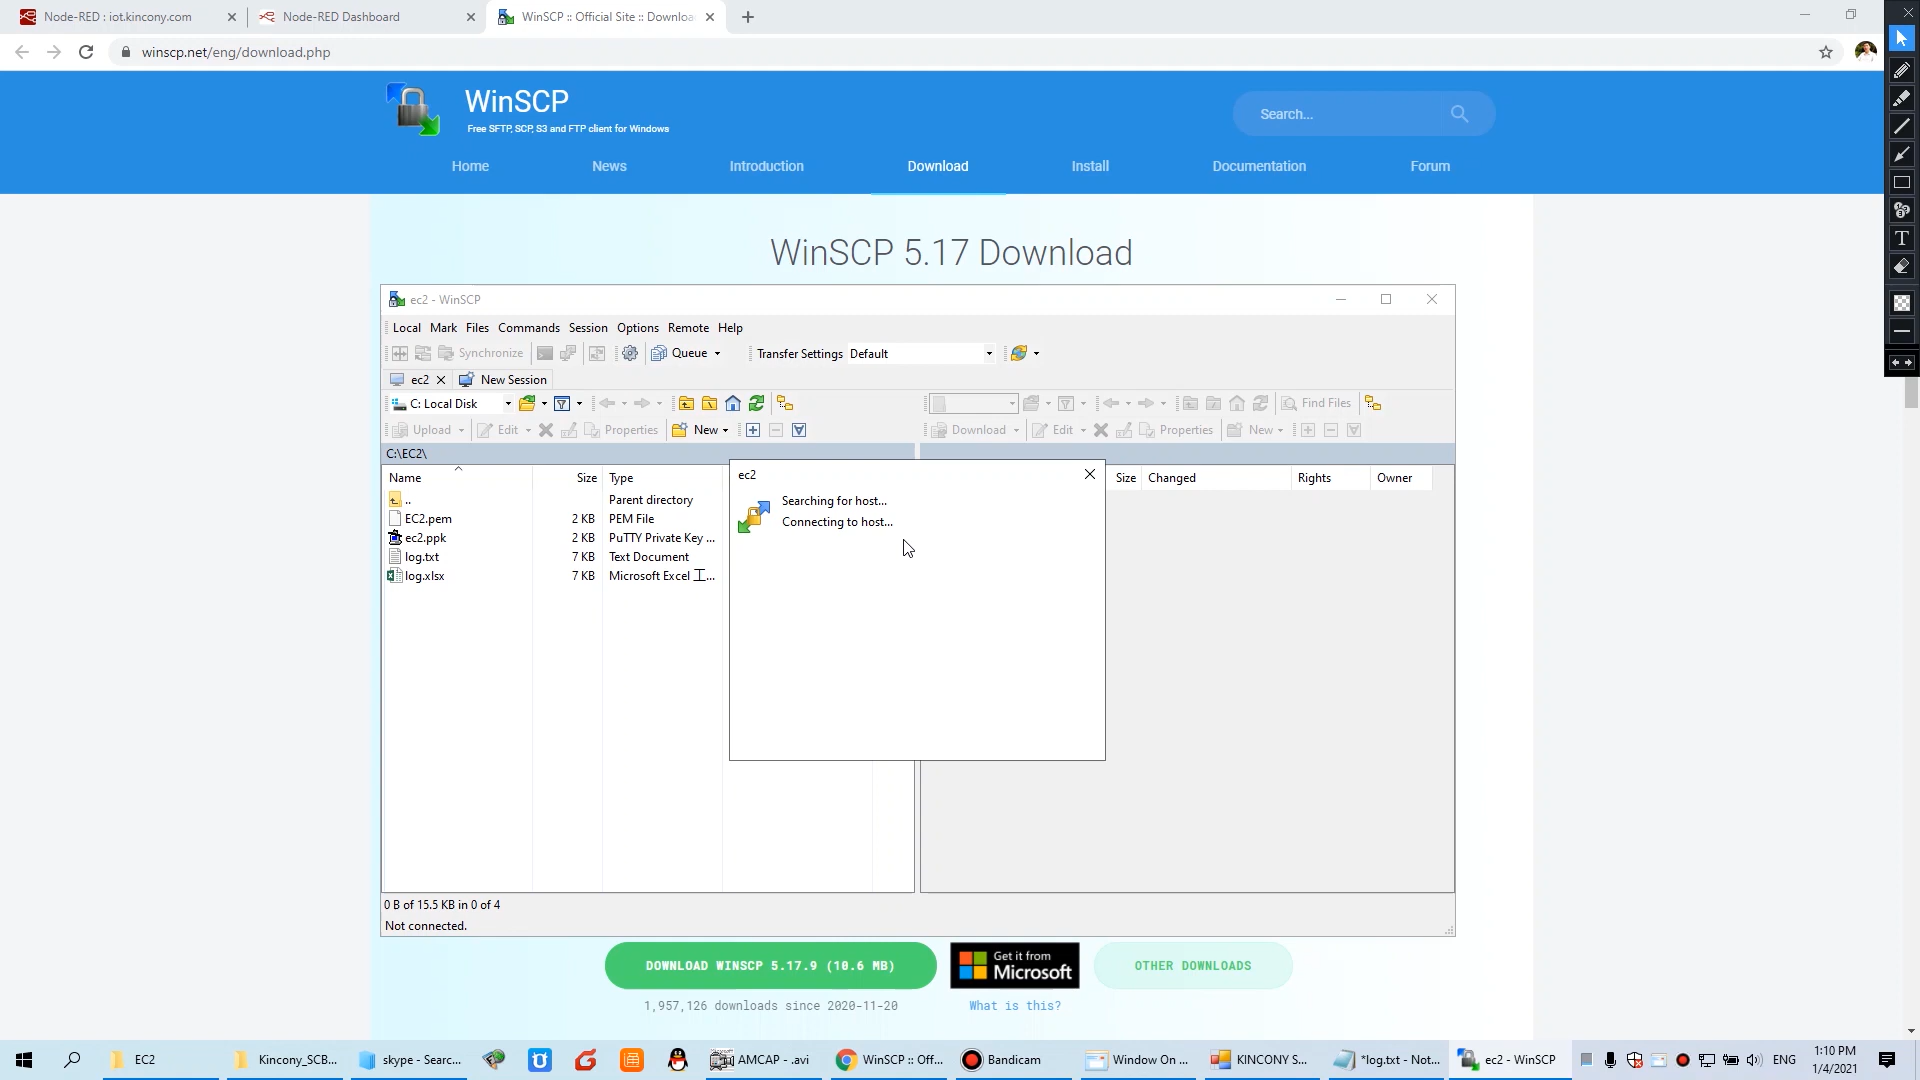 Node-RED : iot.kincony.com
Node-RED Dashboard
WinSCP :: Official Site :: Downloa
winscp.net/eng/download.php
WinSCP
Free SFTP, SCP, S3 and FTP client for Windows
Search...
Home
News
Introduction
Download
Install
Documentation
Forum
WinSCP 5.17 Download
ec2 - WinSCP
Local Mark Files Commands Session Options Remote Help
Synchronize
Queue
Transfer Settings Default
ec2
New Session
C: Local Disk
Find Files
Upload
Edit
Properties
New
Download
Edit
Properties
New
C:\EC2\
Name
Size
Type
Size
Changed
Rights
Owner
..
Parent directory
EC2.pem
2 KB
PEM File
ec2.ppk
2 KB
PuTTY Private Key ...
log.txt
7 KB
Text Document
log.xlsx
7 KB
Microsoft Excel 工...
ec2
Searching for host...
Connecting to host...
0 B of 15.5 KB in 0 of 4
Not connected.
DOWNLOAD WINSCP 5.17.9 (10.6 MB)
Get it from
Microsoft
OTHER DOWNLOADS
1,957,126 downloads since 2020-11-20
What is this?
EC2
Kincony_SCB...
skype - Searc...
AMCAP - .avi
WinSCP :: Off...
Bandicam
Window On ...
KINCONY S...
*log.txt - Not...
ec2 - WinSCP
ENG
1:10 PM
1/4/2021